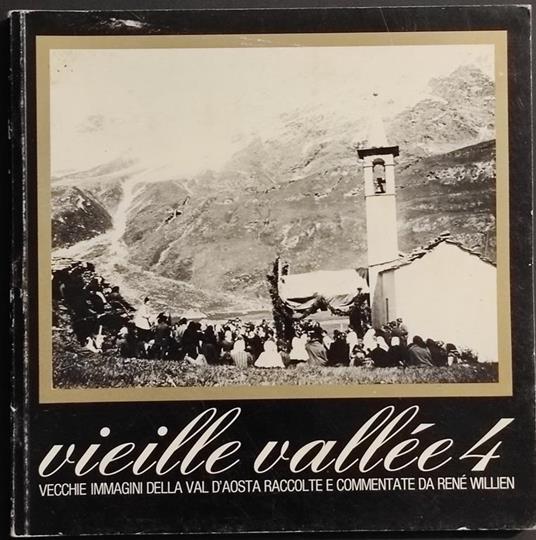 vieille vallée 4
VECCHIE IMMAGINI DELLA VAL D'AOSTA RACCOLTE E COMMENTATE DA RENÉ WILLIEN